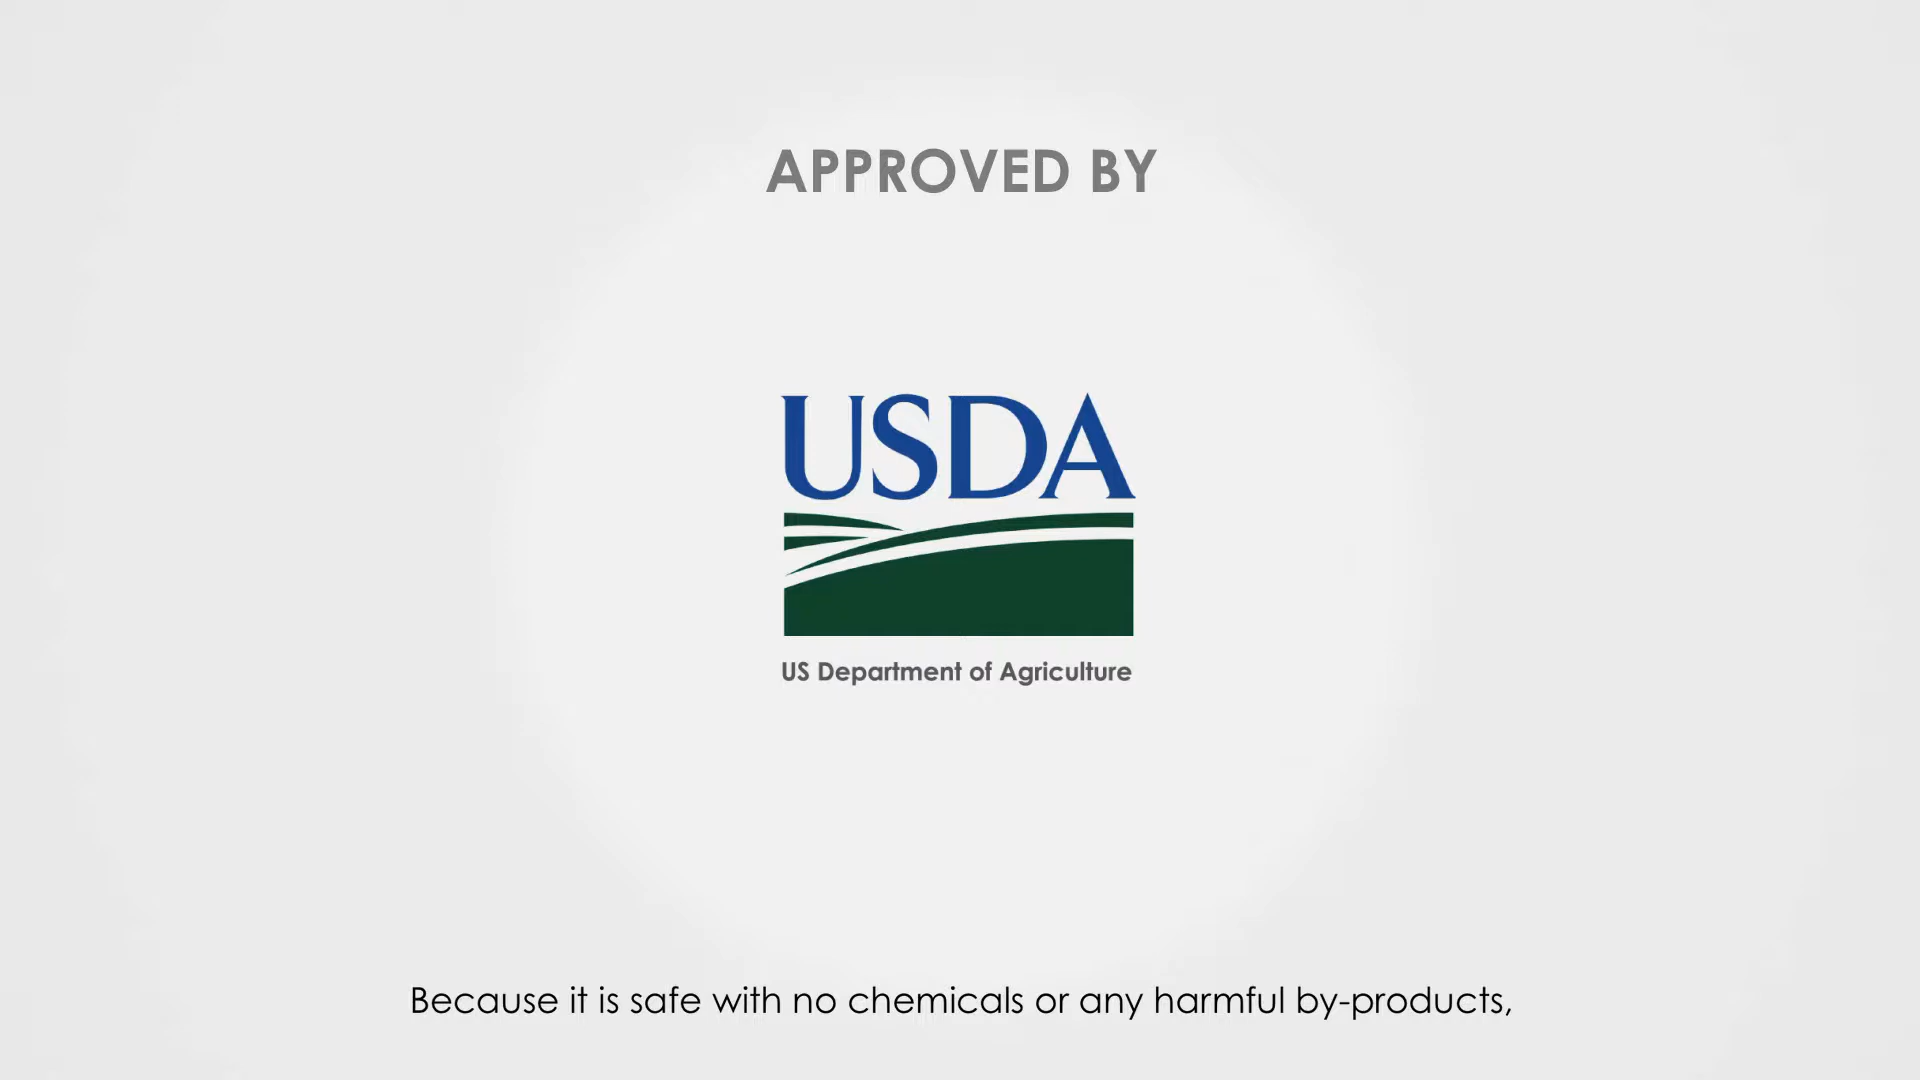 APPROVED BY
USDA
US Department of Agriculture
Because it is safe with no chemicals or any harmful by-products,